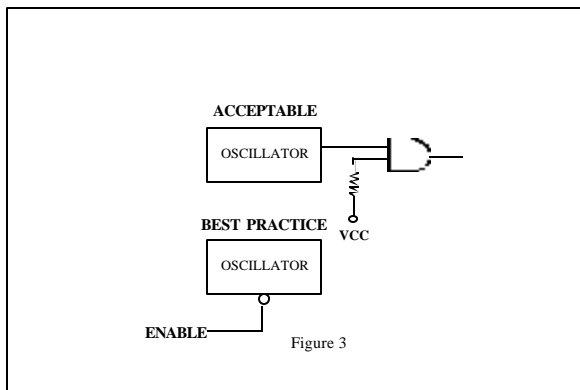 ACCEPTABLE
OSCILLATOR
VCC
BEST PRACTICE
OSCILLATOR
ENABLE
Figure 3